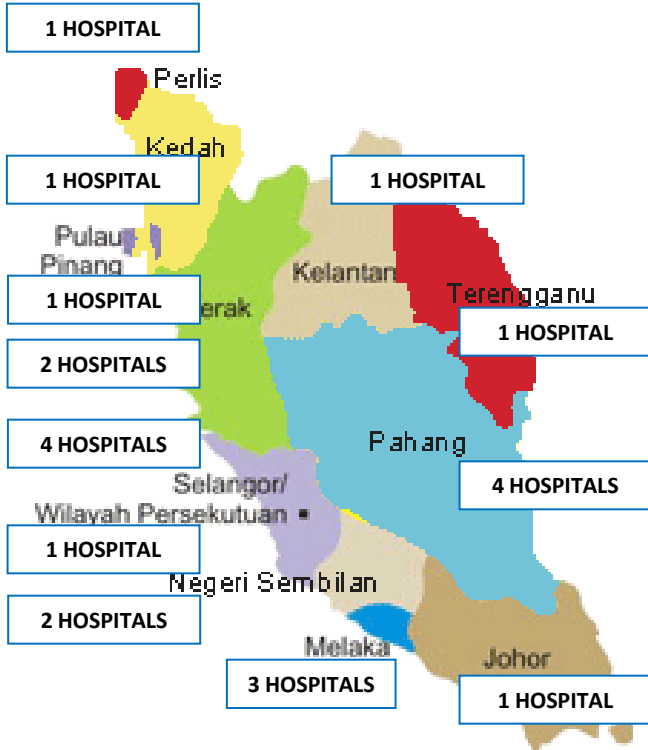 1 HOSPITAL
Perlis
Kedah
1 HOSPITAL
1 HOSPITAL
Pulau
Pinang
Kelantan
Terengganu
1 HOSPITAL
erak
1 HOSPITAL
2 HOSPITALS
4 HOSPITALS
Pahang
4 HOSPITALS
Selangor/
Wilayah Persekutuan
1 HOSPITAL
Negeri Sembilan
2 HOSPITALS
Melaka
Johor
3 HOSPITALS
1 HOSPITAL